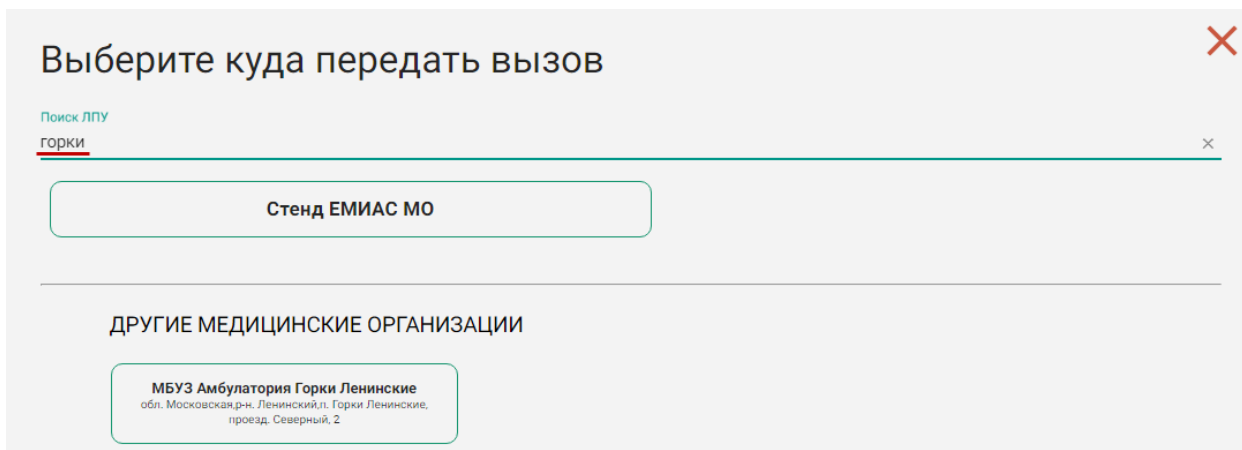 Выберите куда передать вызов
Поиск ЛПУ
горки
Стенд ЕМИАС МО
ДРУГИЕ МЕДИЦИНСКИЕ ОРГАНИЗАЦИИ
МБУЗ Амбулатория Горки Ленинские
обл. Московская,р-н. Ленинский,п. Горки Ленинские,
проезд. Северный, 2